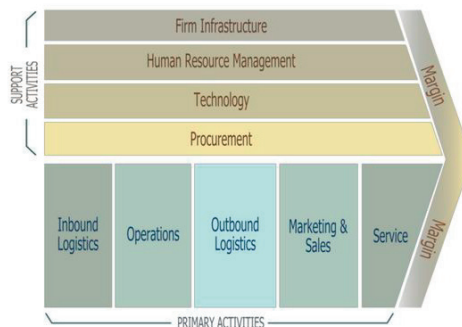 Firm Infrastructure
Human Resource Management
Technology
Procurement
SUPPORT
ACTIVITIES
Margin
Inbound
Logistics
Operations
Outbound
Logistics
Marketing &
Sales
Service
Margin
PRIMARY ACTIVITIES